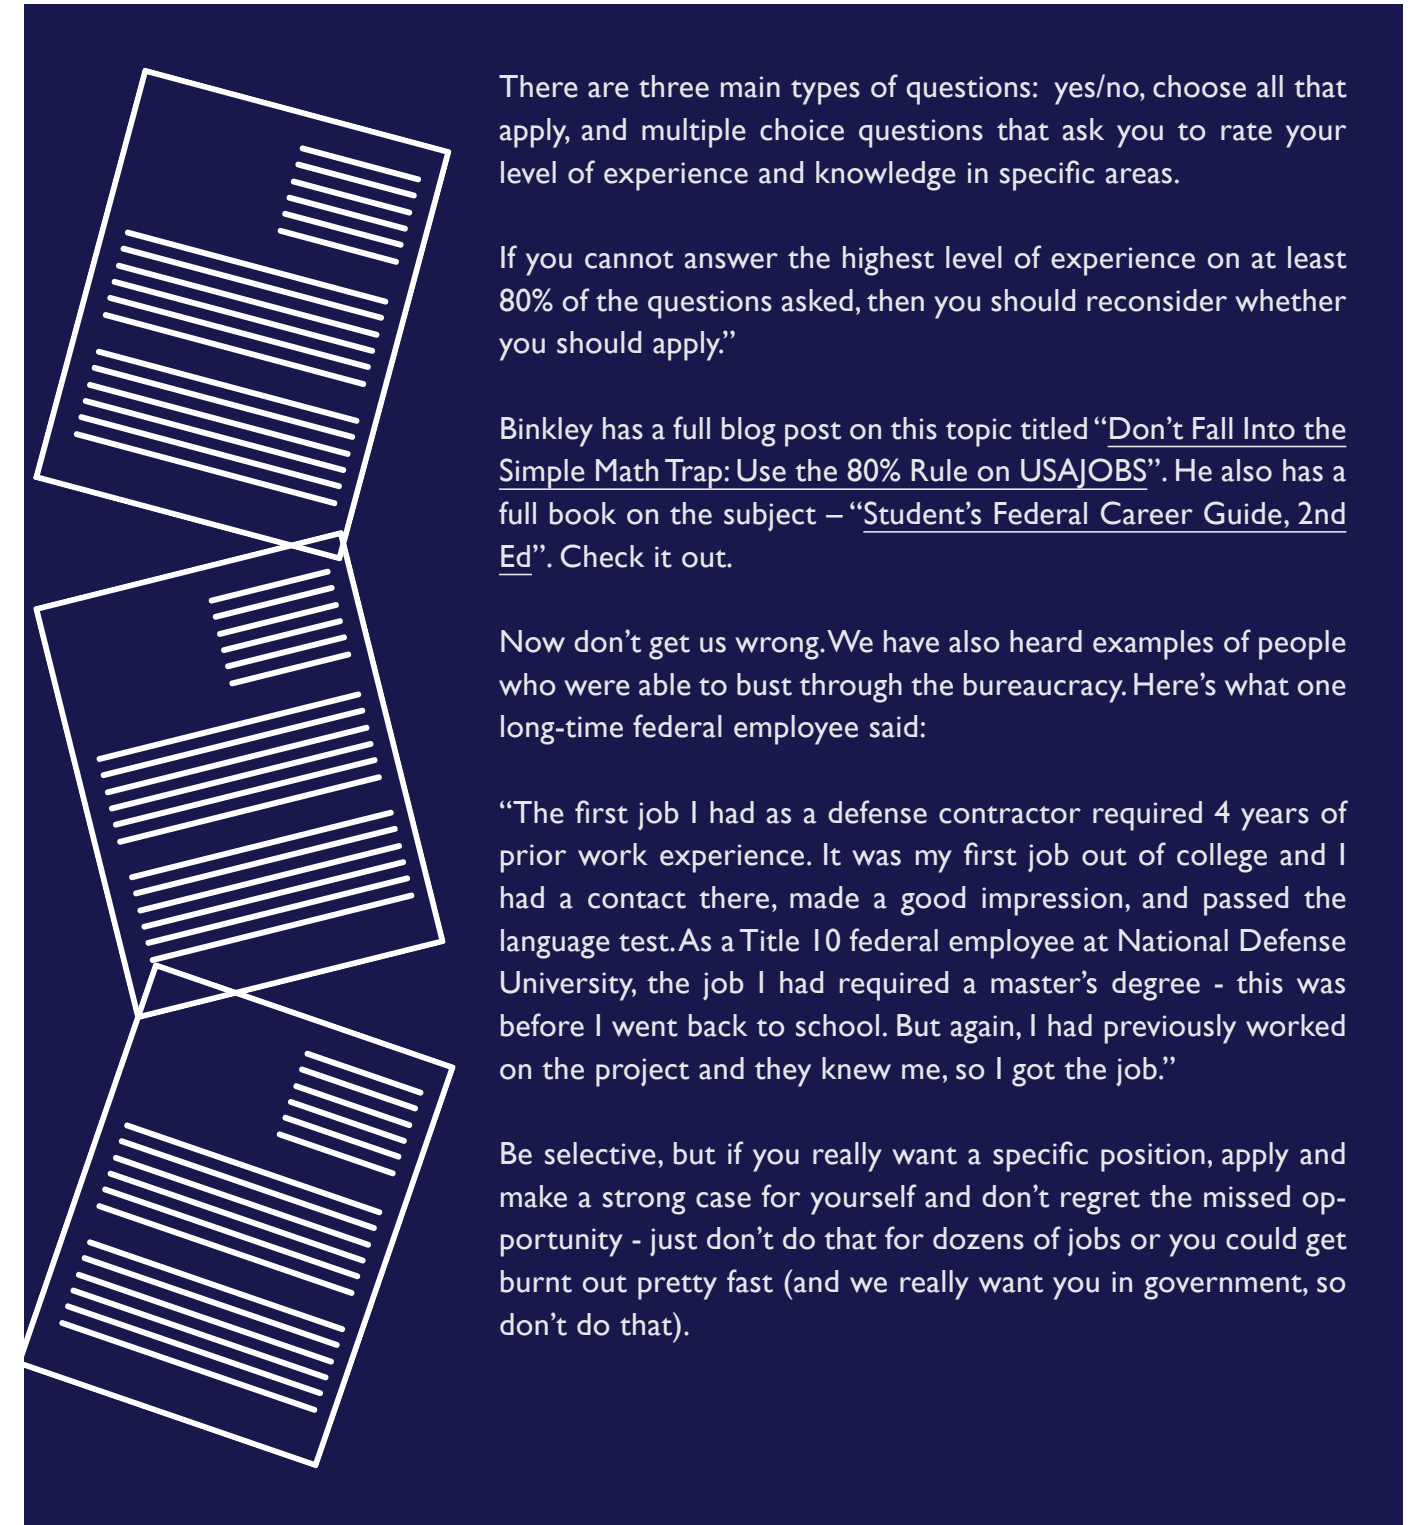 There are three main types of questions:  yes/no, choose all that
apply, and multiple choice questions that ask you to rate your
level of experience and knowledge in specific areas.
If you cannot answer the highest level of experience on at least
80% of the questions asked, then you should reconsider whether
you should apply.”
Binkley has a full blog post on this topic titled “Don’t Fall Into the
Simple Math Trap: Use the 80% Rule on USAJOBS”. He also has a
full book on the subject – “Student’s Federal Career Guide, 2nd
Ed”. Check it out.
Now don’t get us wrong. We have also heard examples of people
who were able to bust through the bureaucracy. Here’s what one
long-time federal employee said:
“The first job I had as a defense contractor required 4 years of
prior work experience. It was my first job out of college and I
had a contact there, made a good impression, and passed the
language test. As a Title 10 federal employee at National Defense
University, the job I had required a master’s degree - this was
before I went back to school. But again, I had previously worked
on the project and they knew me, so I got the job.”
Be selective, but if you really want a specific position, apply and
make a strong case for yourself and don’t regret the missed op-
portunity - just don’t do that for dozens of jobs or you could get
burnt out pretty fast (and we really want you in government, so
don’t do that).